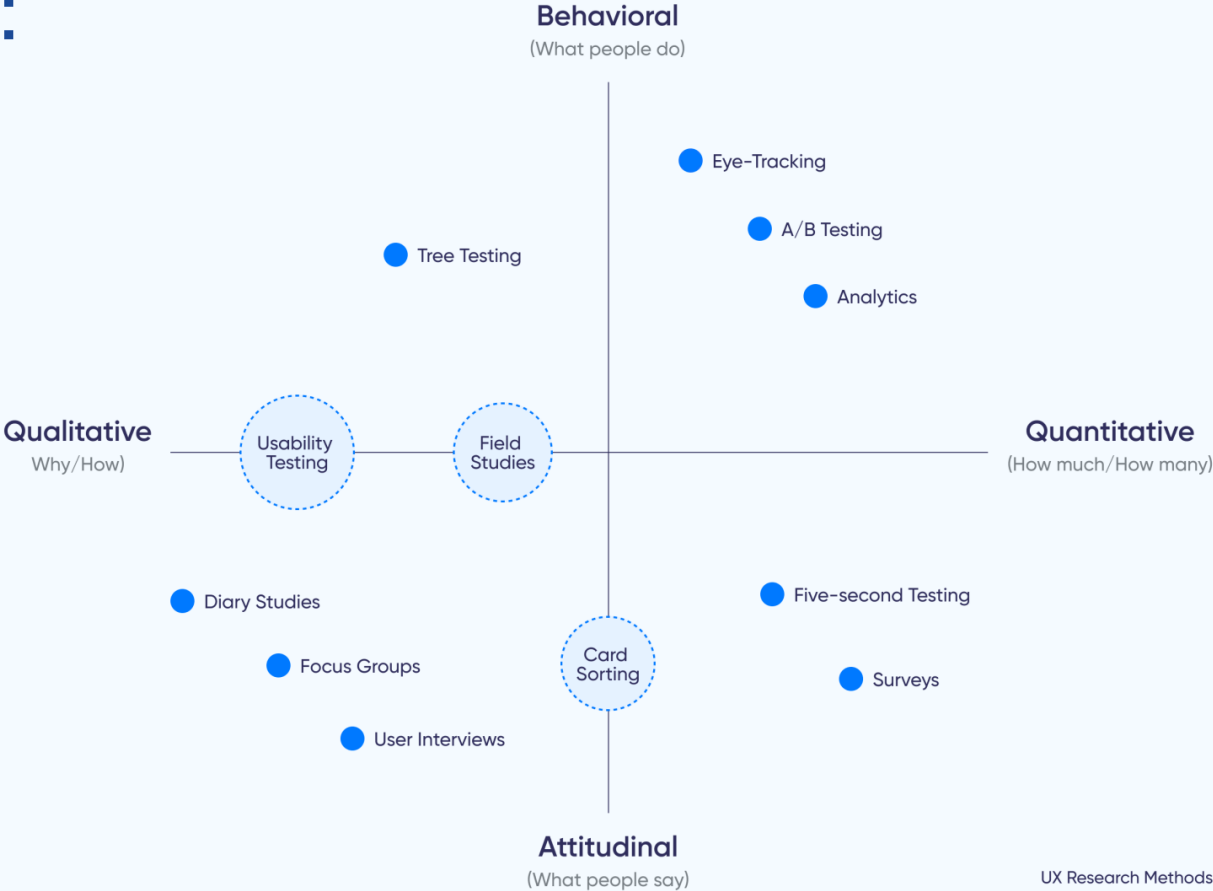 Behavioral
(What people do)
Eye-Tracking
A/B Testing
Tree Testing
Analytics
Qualitative
Why/How)
Usability
Testing
Field
Studies
Quantitative
(How much/How many)
Diary Studies
Five-second Testing
Focus Groups
Card
Sorting
Surveys
User Interviews
Attitudinal
(What people say)
UX Research Methods